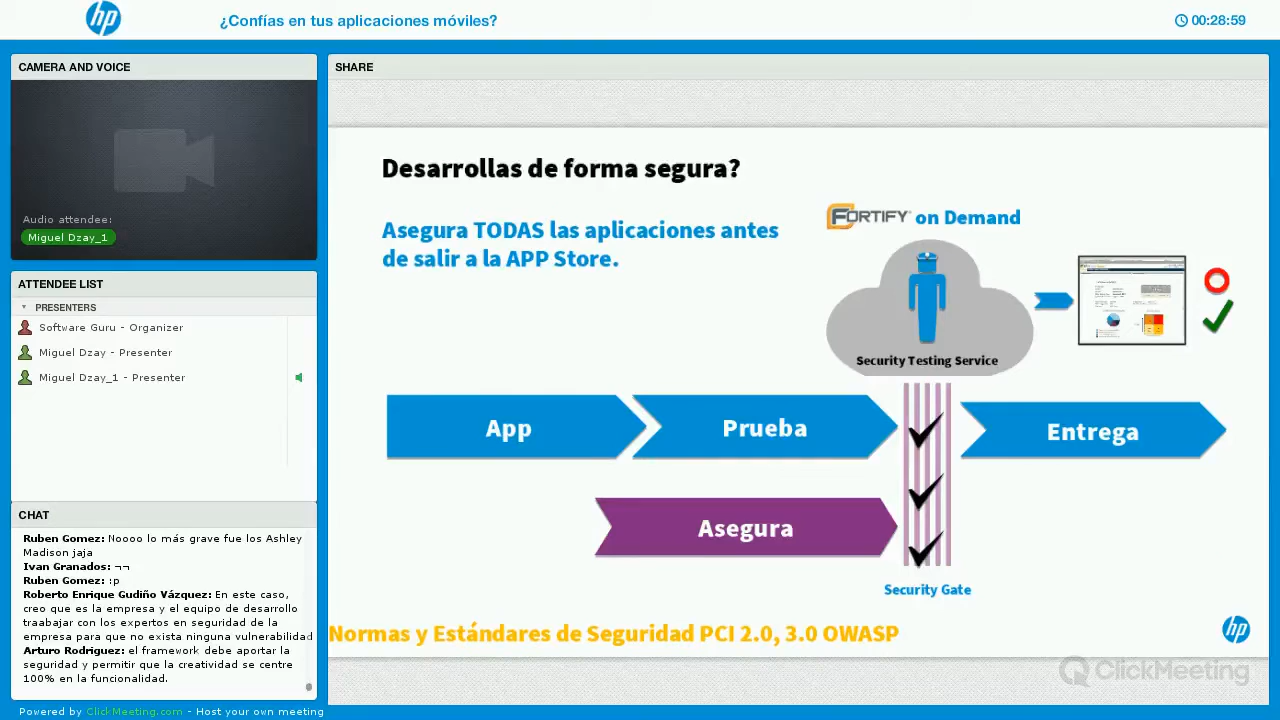 hp
¿Confías en tus aplicaciones móviles?
00:28:59
CAMERA AND VOICE
Audio attendee:
Miguel Dzay_1
ATTENDEE LIST
PRESENTERS
Software Guru - Organizer
Miguel Dzay - Presenter
Miguel Dzay_1 - Presenter
CHAT
Ruben Gomez: Noooo lo más grave fue los Ashley
Madison jaja
Ivan Granados: ¬¬
Ruben Gomez: :p
Roberto Enrique Gudiño Vázquez: En este caso,
creo que es la empresa y el equipo de desarrollo
traabajar con los expertos en seguridad de la
empresa para que no exista ninguna vulnerabilidad
Arturo Rodriguez: el framework debe aportar la
seguridad y permitir que la creatividad se centre
100% en la funcionalidad.
Powered by ClickMeeting.com - Host your own meeting
SHARE
Desarrollas de forma segura?
Asegura TODAS las aplicaciones antes
de salir a la APP Store.
FORTIFY on Demand
Security Testing Service
App
Prueba
Entrega
Asegura
Security Gate
Normas y Estándares de Seguridad PCI 2.0, 3.0 OWASP
hp
ClickMeeting